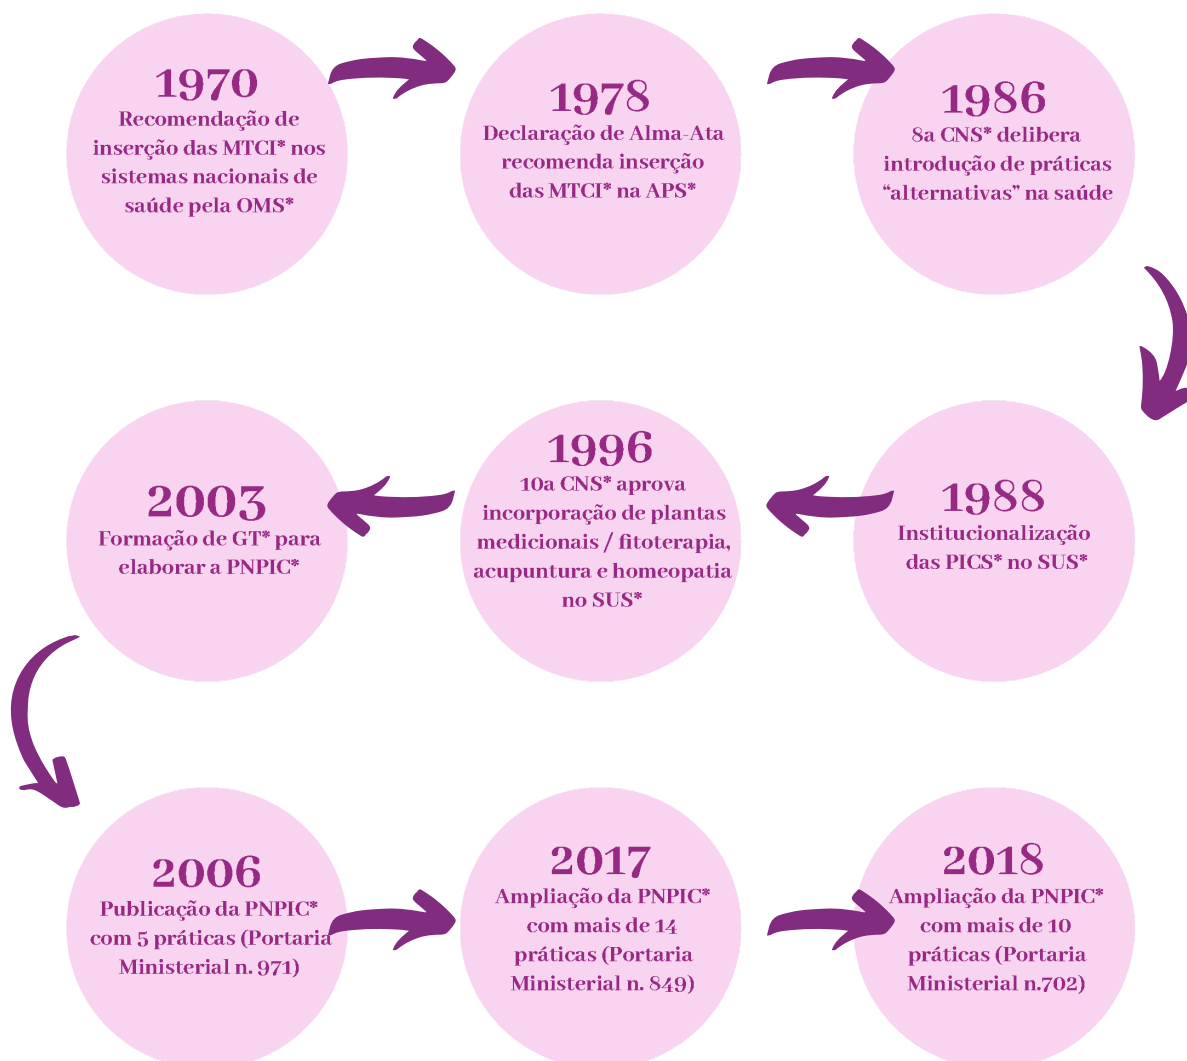 1970
Recomendação de
inserção das MTCI* nos
sistemas nacionais de
saúde pela OMS*
1978
Declaração de Alma-Ata
recomenda inserção
das MTCI* na APS*
1986
8a CNS* delibera
introdução de práticas
“alternativas” na saúde
1988
Institucionalização
das PICS* no SUS*
1996
10a CNS* aprova
incorporação de plantas
medicionais / fitoterapia,
acupuntura e homeopatia
no SUS*
2003
Formação de GT* para
elaborar a PNPIC*
2006
Publicação da PNPIC*
com 5 práticas (Portaria
Ministerial n. 971)
2017
Ampliação da PNPIC*
com mais de 14
práticas (Portaria
Ministerial n. 849)
2018
Ampliação da PNPIC*
com mais de 10
práticas (Portaria
Ministerial n.702)